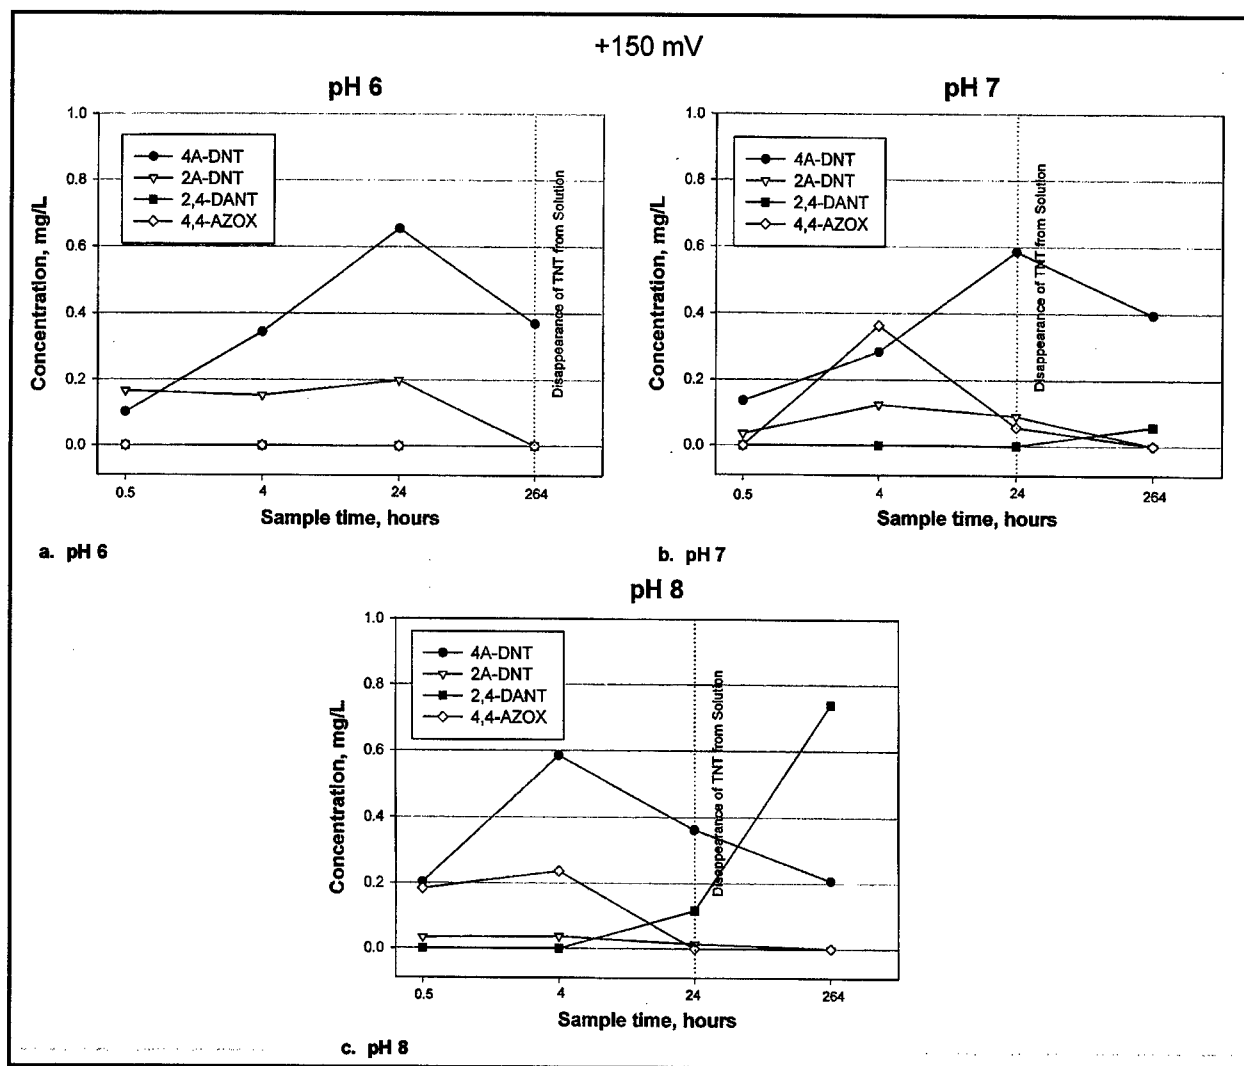 +150 mV
pH 6
1.0
0.8
0.6
0.4
0.2
0.0
Concentration, mg/L
4A-DNT
2A-DNT
2,4-DANT
4,4-AZOX
Disappearance of TNT from Solution
0.5 4 24 264
Sample time, hours
a. pH 6
pH 7
1.0
0.8
0.6
0.4
0.2
0.0
Concentration, mg/L
4A-DNT
2A-DNT
2,4-DANT
4,4-AZOX
Disappearance of TNT from Solution
0.5 4 24 264
Sample time, hours
b. pH 7
pH 8
1.0
0.8
0.6
0.4
0.2
0.0
Concentration, mg/L
4A-DNT
2A-DNT
2,4-DANT
4,4-AZOX
Disappearance of TNT from Solution
0.5 4 24 264
Sample time, hours
c. pH 8